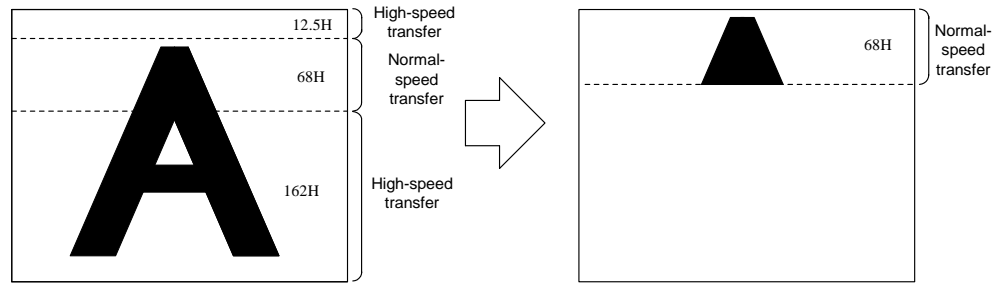 12.5H
High-speed
transfer
68H
Normal-
speed
transfer
A
162H
High-speed
transfer
68H
Normal-
speed
transfer